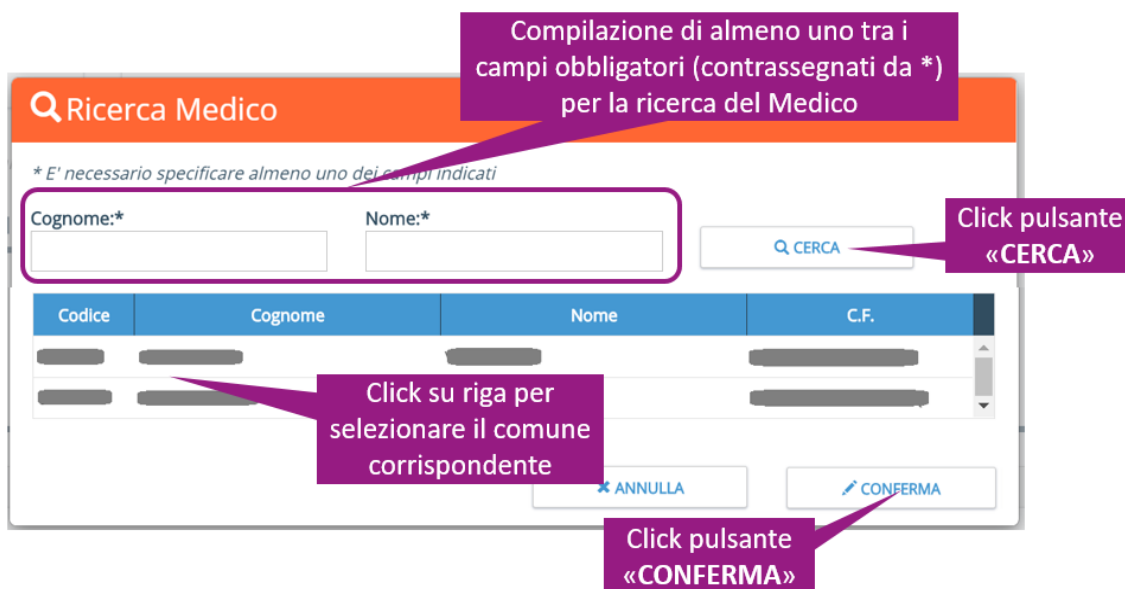 Compilazione di almeno uno tra i
campi obbligatori (contrassegnati da *)
per la ricerca del Medico
Ricerca Medico
* E' necessario specificare almeno uno dei campi indicati
Cognome:*
Nome:*
CERCA
Click pulsante
«CERCA»
Codice
Cognome
Nome
C.F.
Click su riga per
selezionare il comune
corrispondente
ANNULLA
CONFERMA
Click pulsante
«CONFERMA»